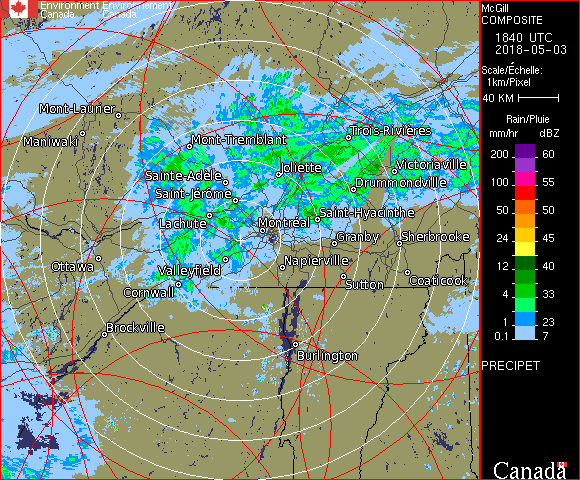 Environment Environnement
Canada Canada
McGill
COMPOSITE
1840 UTC
2018-05-03
Scale/Échelle:
1km/Pixel
40 KM
Rain/Pluie
mm/hr dBZ
200 60
100 55
50 50
24 45
12 40
4 33
1 23
0.1 7
PRECIPET
Canada
Mont-Laurier
Maniwaki
Mont-Tremblant
Trois-Rivières
Joliette
Victoriaville
Sainte-Adèle
Drummondville
Saint-Jérôme
Saint-Hyacinthe
Lachute
Montréal
Granby
Sherbrooke
Ottawa
Valleyfield
Napierville
Coaticook
Sutton
Cornwall
Brockville
Burlington